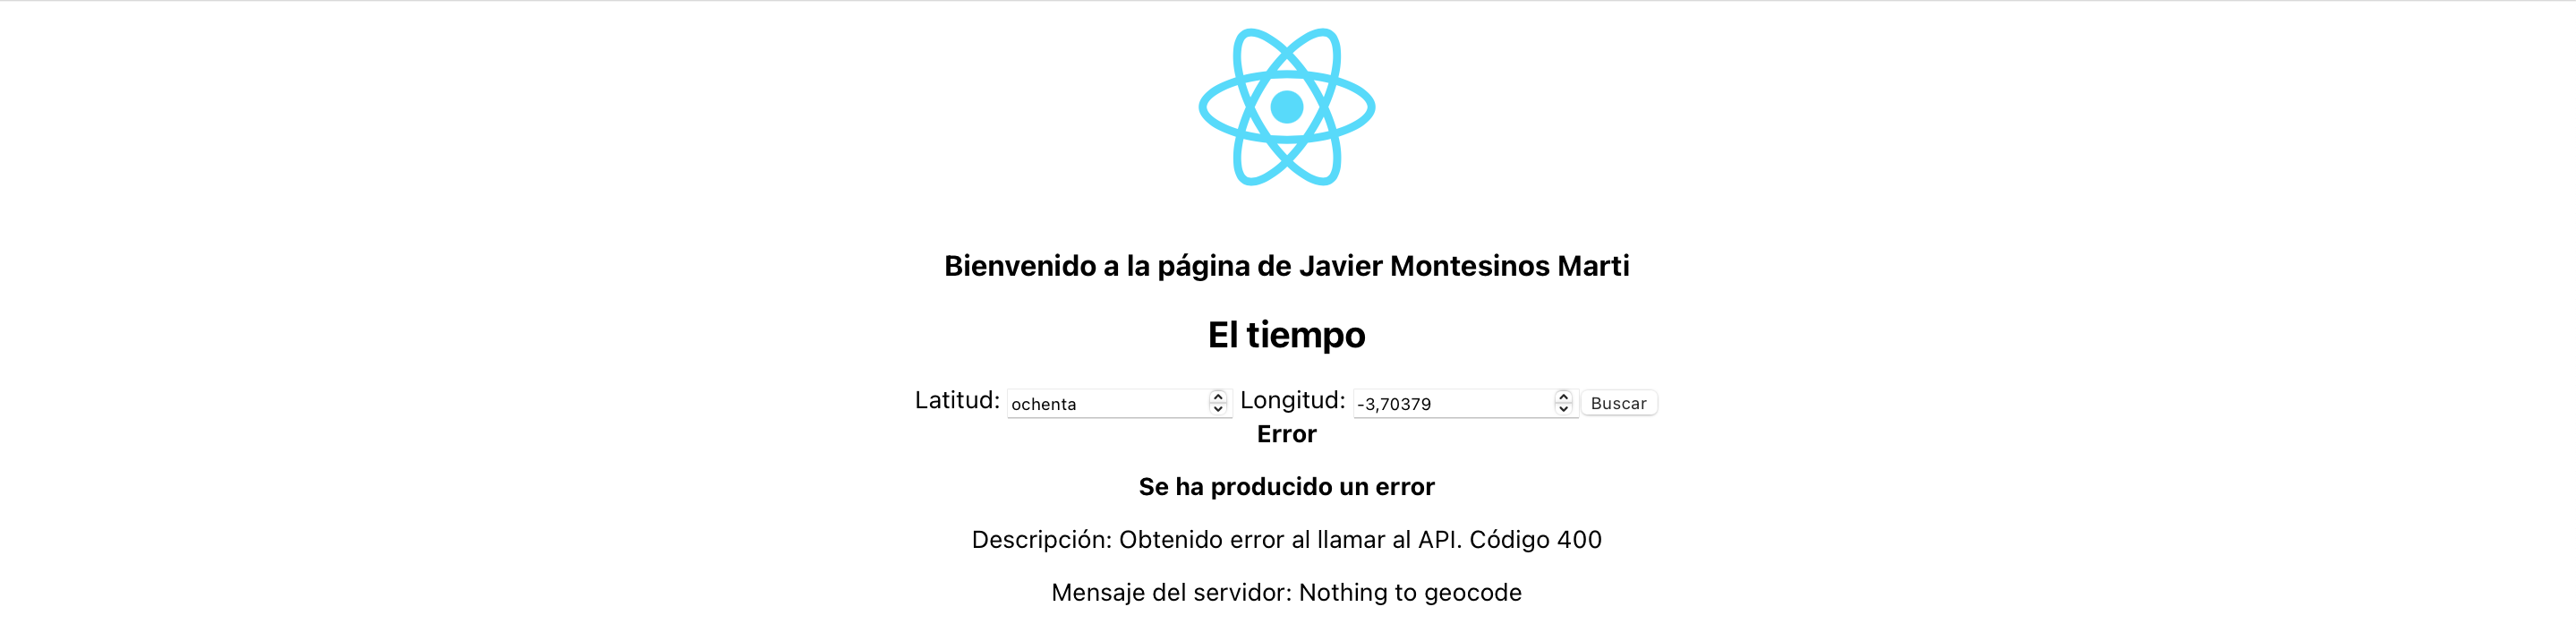 Bienvenido a la página de Javier Montesinos Marti
El tiempo
Latitud: ochenta Longitud: -3,70379 Buscar
Error
Se ha producido un error
Descripción: Obtenido error al llamar al API. Código 400
Mensaje del servidor: Nothing to geocode